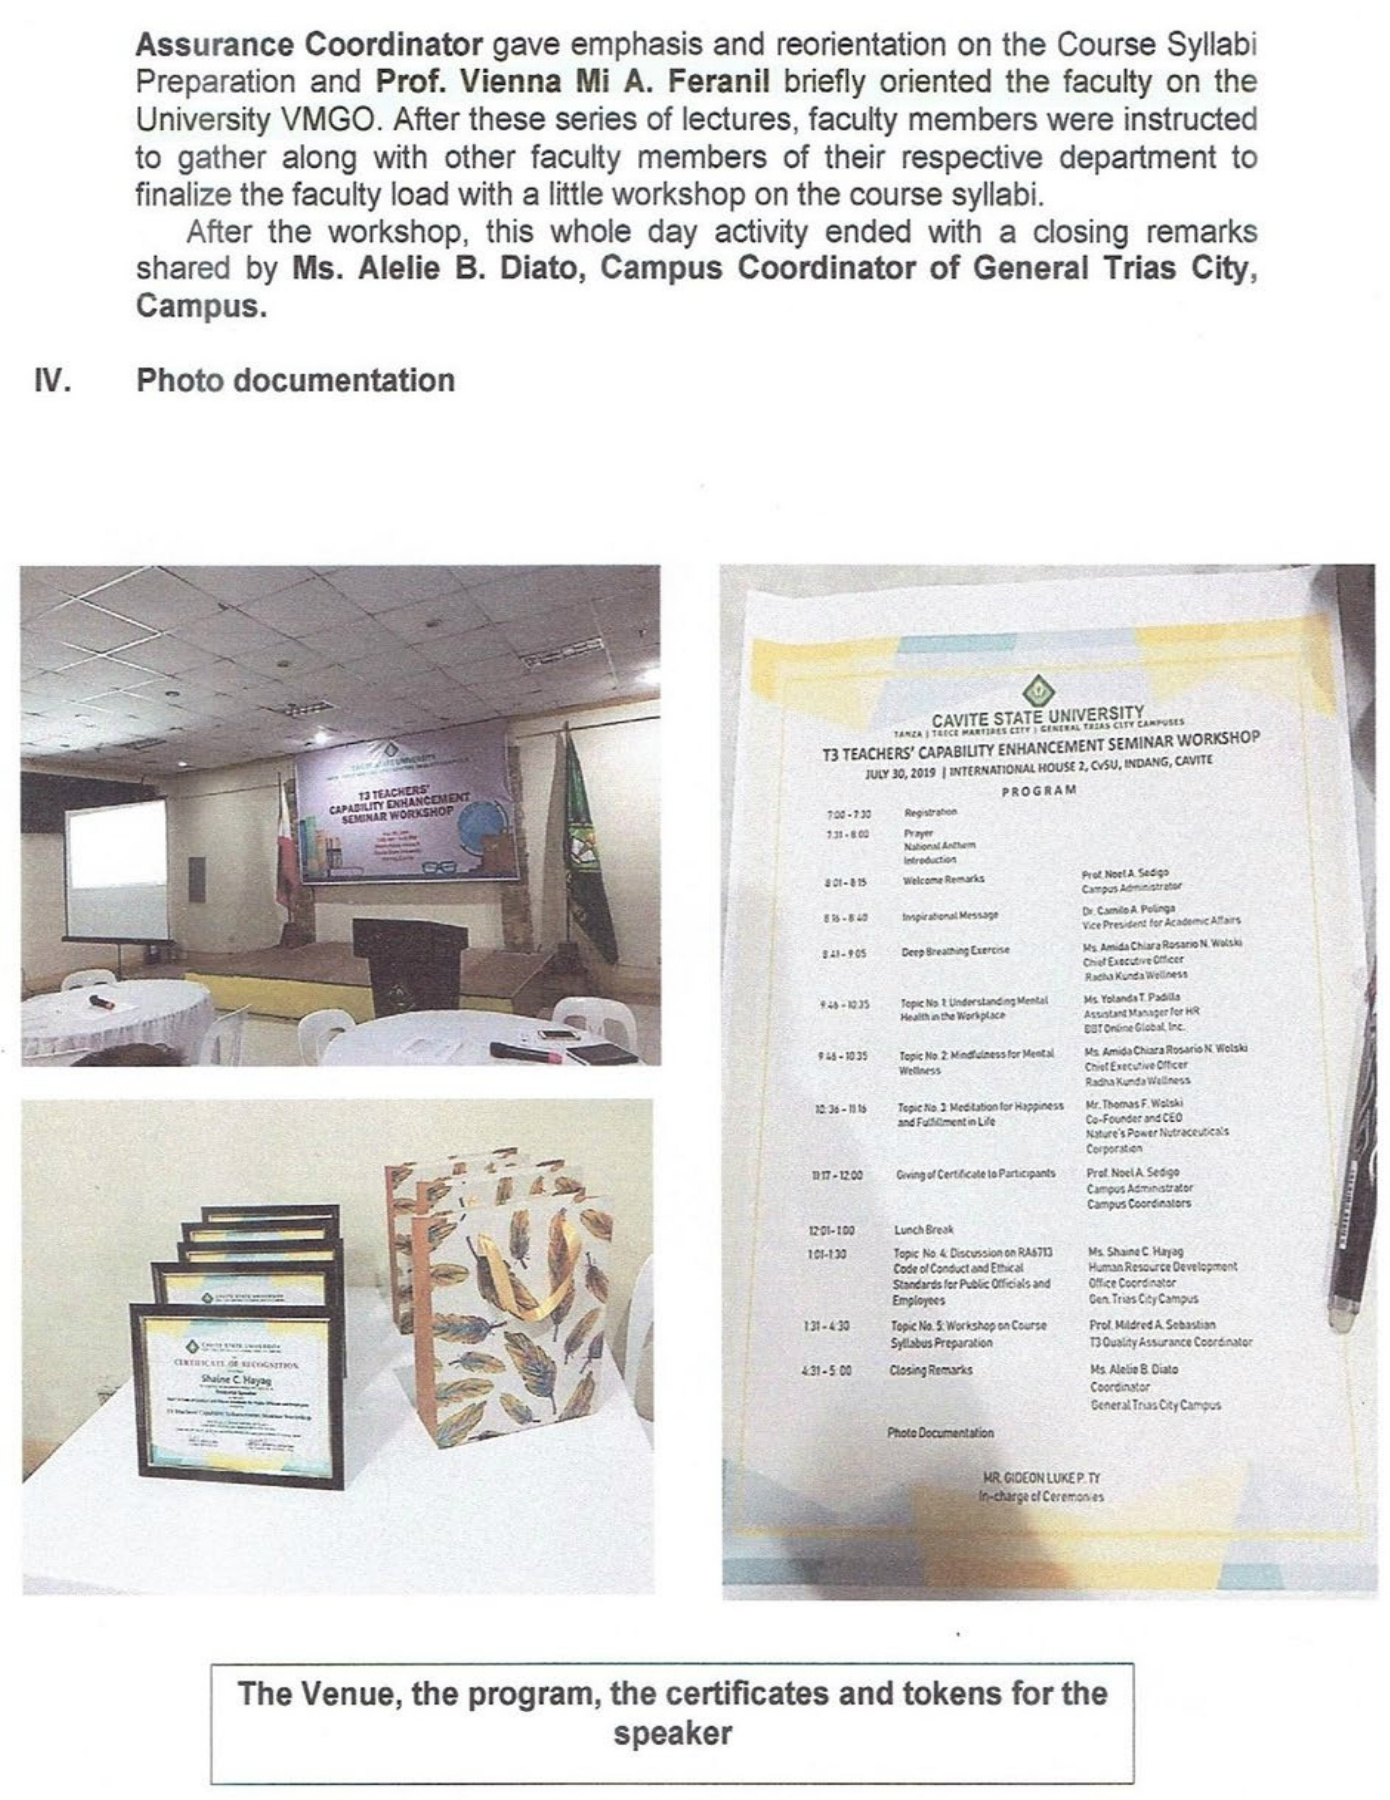 Assurance Coordinator gave emphasis and reorientation on the Course Syllabi
Preparation and Prof. Vienna Mi A. Feranil briefly oriented the faculty on the
University VMGO. After these series of lectures, faculty members were instructed
to gather along with other faculty members of their respective department to
finalize the faculty load with a little workshop on the course syllabi.
After the workshop, this whole day activity ended with a closing remarks
shared by Ms. Alelie B. Diato, Campus Coordinator of General Trias City,
Campus.
IV. Photo documentation
CAVITE STATE UNIVERSITY
T3 TEACHERS'
CAPABILITY ENHANCEMENT
SEMINAR WORKSHOP
CAVITE STATE UNIVERSITY
CAVITE STATE UNIVERSITY
CERTIFICATE OF RECOGNITION
Shaine C. Hayag
T3 Teachers' Capability Enhancement Seminar Workshop
CAVITE STATE UNIVERSITY
TANZA | TRECE MARTIRES CITY | GENERAL TRIAS CITY CAMPUSES
T3 TEACHERS' CAPABILITY ENHANCEMENT SEMINAR WORKSHOP
JULY 30, 2019 | INTERNATIONAL HOUSE 2, CvSU, INDANG, CAVITE
PROGRAM
7:00 - 7:30 Registration
7:31 - 8:00 Prayer
National Anthem
Introduction
8:01 - 8:15 Welcome Remarks Prof. Noel A. Sedigo
Campus Administrator
8:16 - 8:40 Inspirational Message Dr. Camilo A. Polinga
Vice President for Academic Affairs
8:41 - 9:05 Deep Breathing Exercise Ms. Amida Chiara Rosario N. Wolski
Chief Executive Officer
Radha Kunda Wellness
9:46 - 10:35 Topic No. 1: Understanding Mental Ms. Yolanda T. Padilla
Health in the Workplace Assistant Manager for HR
BBT Online Global, Inc.
9:46 - 10:35 Topic No. 2: Mindfulness for Mental Ms. Amida Chiara Rosario N. Wolski
Wellness Chief Executive Officer
Radha Kunda Wellness
10:36 - 11:16 Topic No. 3: Meditation for Happiness Mr. Thomas F. Wolski
and Fulfillment in Life Co-Founder and CEO
Nature's Power Nutraceuticals
Corporation
11:17 - 12:00 Giving of Certificate to Participants Prof. Noel A. Sedigo
Campus Administrator
Campus Coordinators
12:01- 1:00 Lunch Break
1:01-1:30 Topic No. 4: Discussion on RA6713 Ms. Shaine C. Hayag
Code of Conduct and Ethical Human Resource Development
Standards for Public Officials and Office Coordinator
Employees Gen. Trias City Campus
1:31 - 4:30 Topic No. 5: Workshop on Course Prof. Mildred A. Sebastian
Syllabus Preparation T3 Quality Assurance Coordinator
4:31 - 5:00 Closing Remarks Ms. Alelie B. Diato
Coordinator
General Trias City Campus
Photo Documentation
MR. GIDEON LUKE P. TY
In-charge of Ceremonies
The Venue, the program, the certificates and tokens for the
speaker